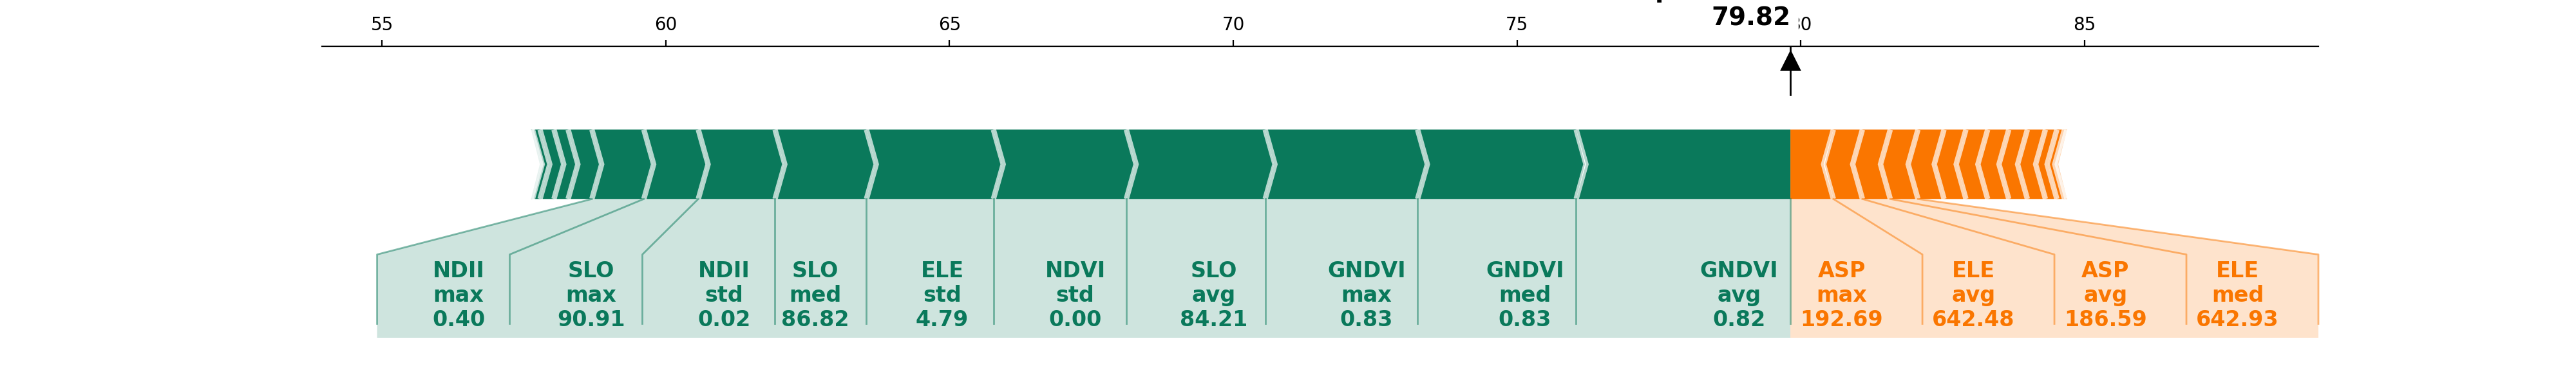 79.82
55 60 65 70 75 85
NDII SLO NDII SLO ELE NDVI SLO GNDVI GNDVI GNDVI ASP ELE ASP ELE
max max std med std std avg max med avg max avg avg med
0.40 90.91 0.02 86.82 4.79 0.00 84.21 0.83 0.83 0.82 192.69 642.48 186.59 642.93